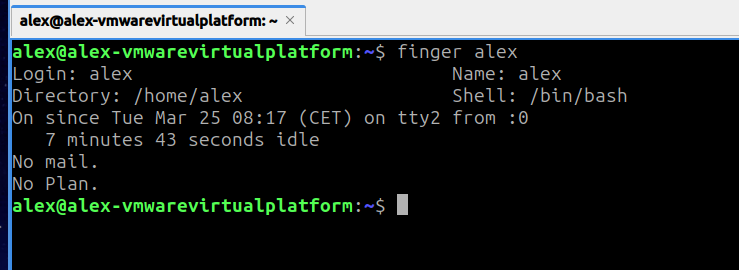 alex@alex-vmwarevirtualplatform: ~ ×
alex@alex-vmwarevirtualplatform:~$ finger alex
Login: alex                             Name: alex
Directory: /home/alex                   Shell: /bin/bash
On since Tue Mar 25 08:17 (CET) on tty2 from :0
   7 minutes 43 seconds idle
No mail.
No Plan.
alex@alex-vmwarevirtualplatform:~$